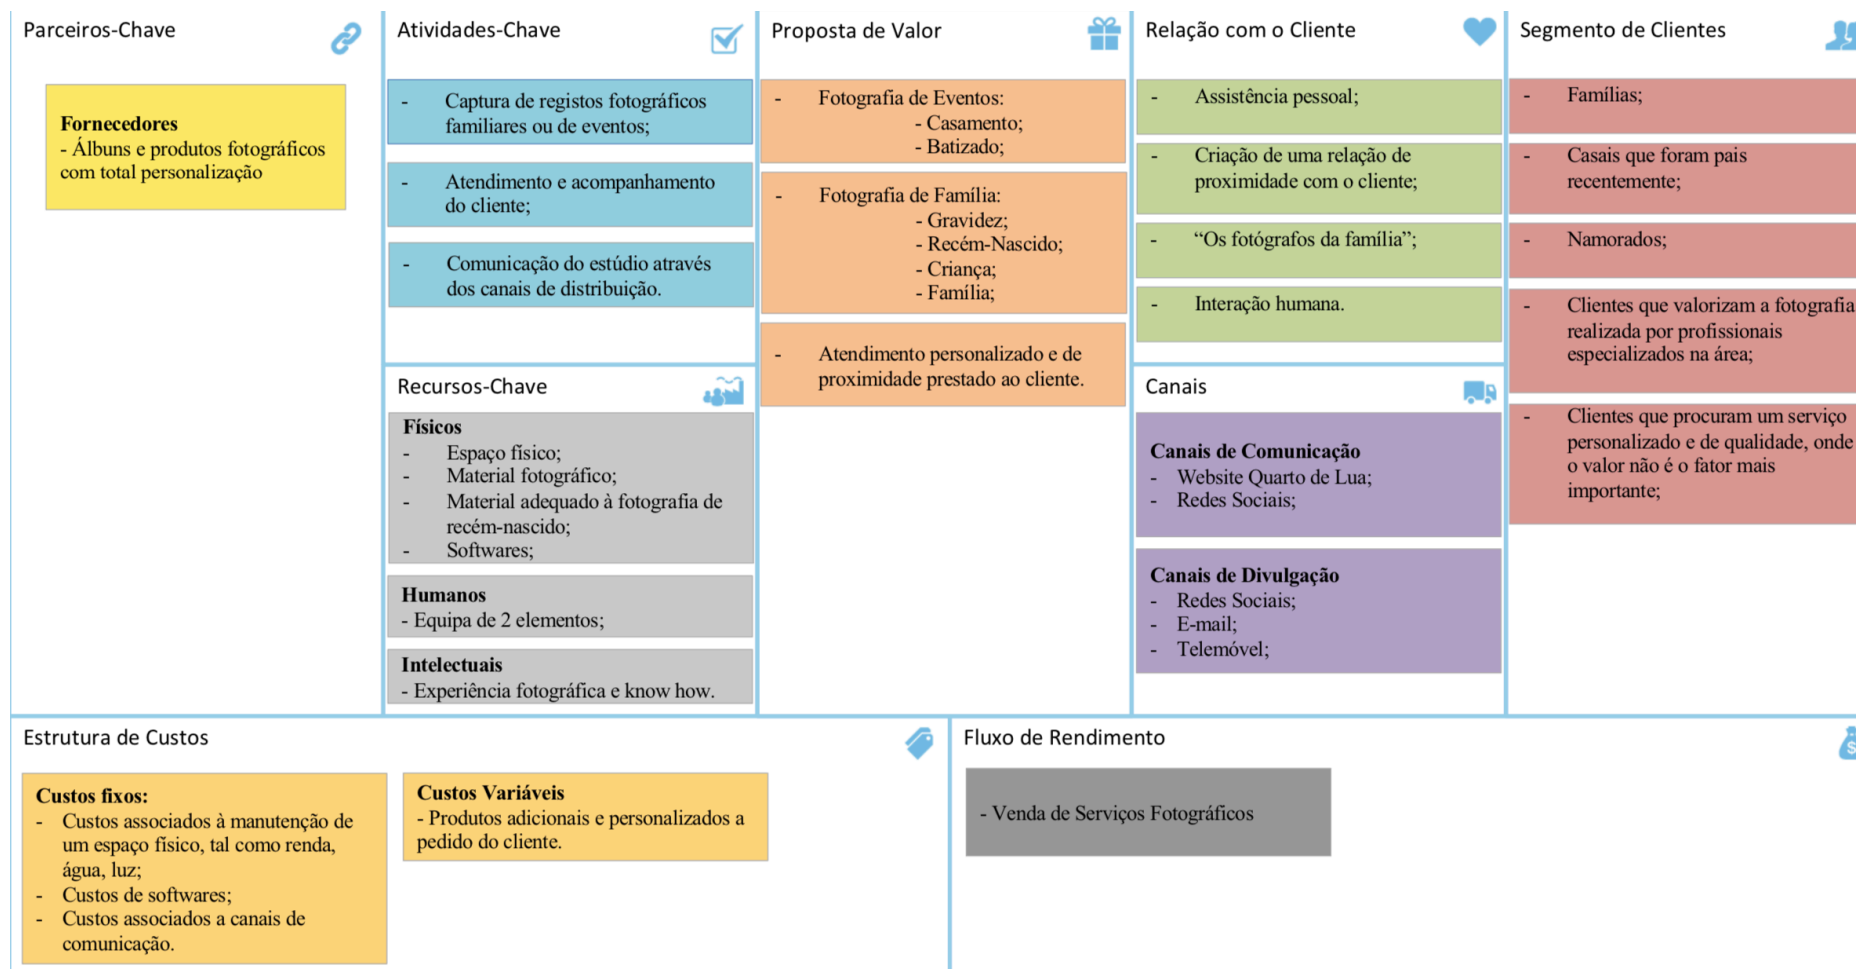 Parceiros-Chave
Fornecedores
- Álbuns e produtos fotográficos
com total personalização
Atividades-Chave
- Captura de registos fotográficos
familiares ou de eventos;
- Atendimento e acompanhamento
do cliente;
- Comunicação do estúdio através
dos canais de distribuição.
Recursos-Chave
Físicos
- Espaço físico;
- Material fotográfico;
- Material adequado à fotografia de
recém-nascido;
- Softwares;
Humanos
- Equipa de 2 elementos;
Intelectuais
- Experiência fotográfica e know how.
Proposta de Valor
- Fotografia de Eventos:
- Casamento;
- Batizado;
- Fotografia de Família:
- Gravidez;
- Recém-Nascido;
- Criança;
- Família;
- Atendimento personalizado e de
proximidade prestado ao cliente.
Relação com o Cliente
- Assistência pessoal;
- Criação de uma relação de
proximidade com o cliente;
- “Os fotógrafos da família”;
- Interação humana.
Canais
Canais de Comunicação
- Website Quarto de Lua;
- Redes Sociais;
Canais de Divulgação
- Redes Sociais;
- E-mail;
- Telemóvel;
Segmento de Clientes
- Famílias;
- Casais que foram pais
recentemente;
- Namorados;
- Clientes que valorizam a fotografia
realizada por profissionais
especializados na área;
- Clientes que procuram um serviço
personalizado e de qualidade, onde
o valor não é o fator mais
importante;
Estrutura de Custos
Custos fixos:
- Custos associados à manutenção de
um espaço físico, tal como renda,
água, luz;
- Custos de softwares;
- Custos associados a canais de
comunicação.
Custos Variáveis
- Produtos adicionais e personalizados a
pedido do cliente.
Fluxo de Rendimento
$
- Venda de Serviços Fotográficos